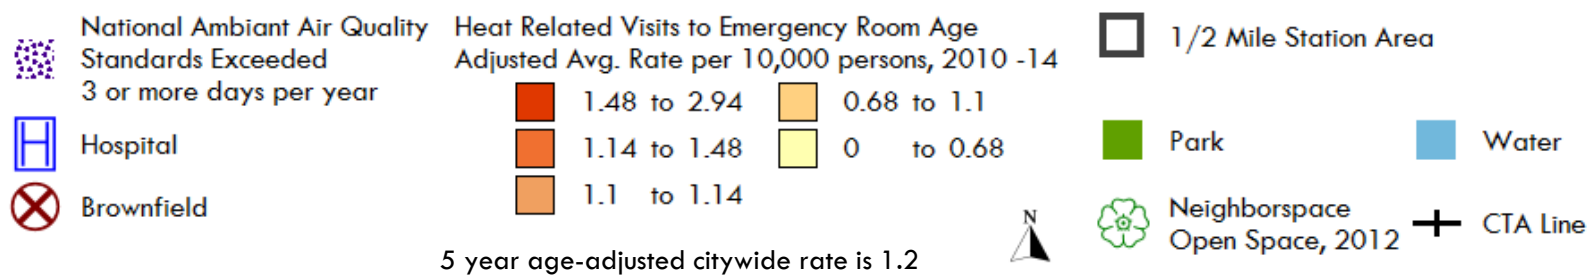 National Ambiant Air Quality
Standards Exceeded
3 or more days per year
Hospital
Brownfield
Heat Related Visits to Emergency Room Age
Adjusted Avg. Rate per 10,000 persons, 2010 -14
1.48 to 2.94
1.14 to 1.48
1.1 to 1.14
0.68 to 1.1
0 to 0.68
5 year age-adjusted citywide rate is 1.2
N
1/2 Mile Station Area
Park
Water
Neighborspace
Open Space, 2012
CTA Line